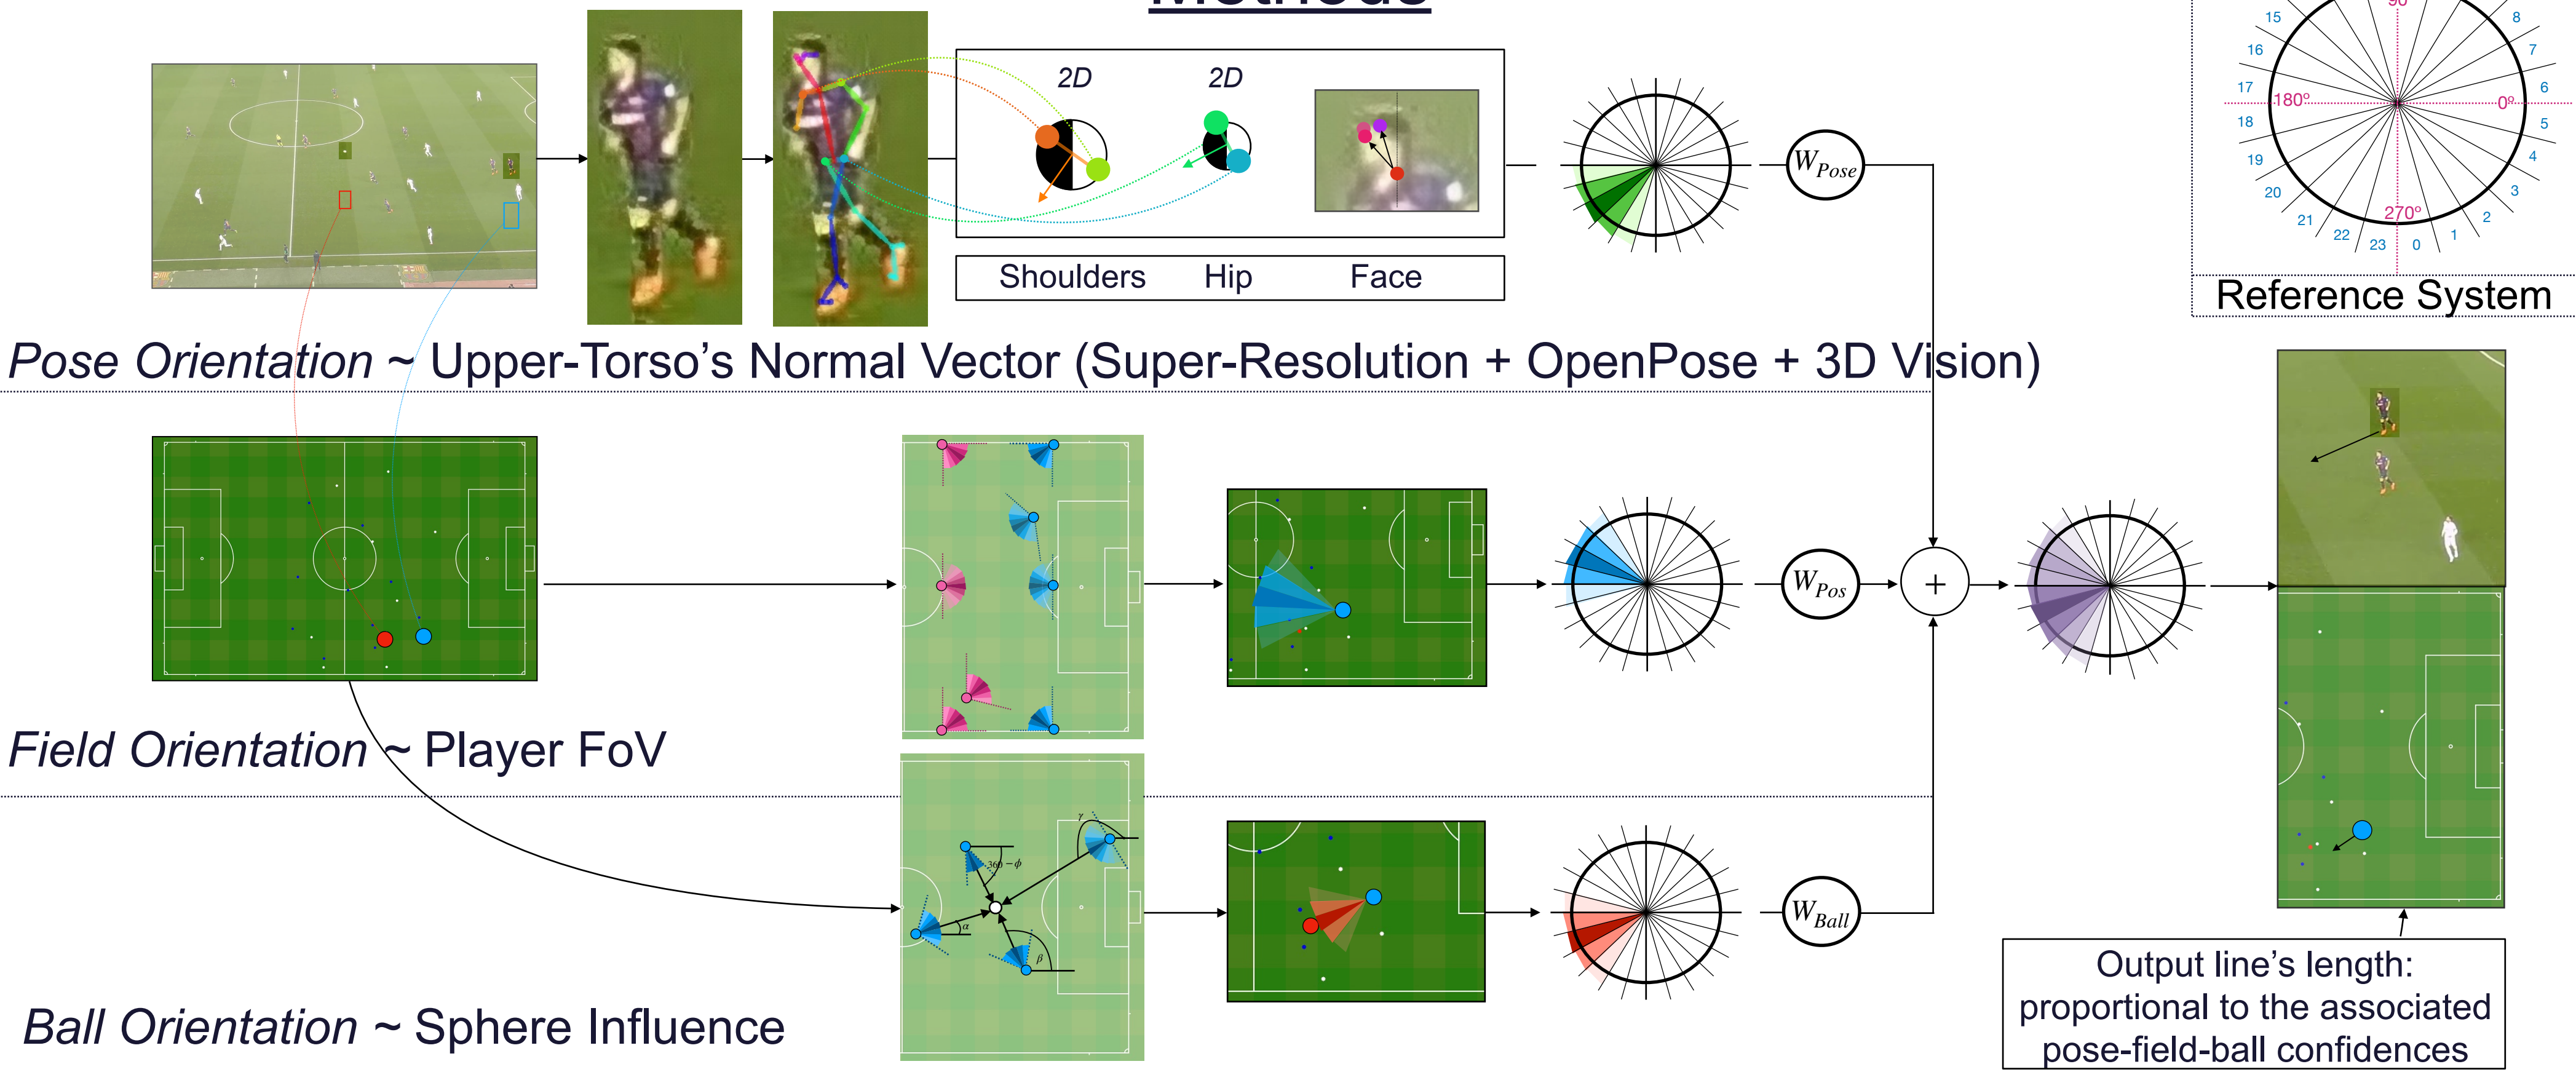 Methods
2D
2D
Shoulders Hip Face
W_Pose
90°
15
8
16
7
17
180°
0°
6
18
5
19
4
20
3
21
270°
2
22
23
0
1
Reference System
Pose Orientation ~ Upper-Torso's Normal Vector (Super-Resolution + OpenPose + 3D Vision)
W_Pos
+
Field Orientation ~ Player FoV
γ
360 − ϕ
α
β
W_Ball
Ball Orientation ~ Sphere Influence
Output line's length:
proportional to the associated
pose-field-ball confidences